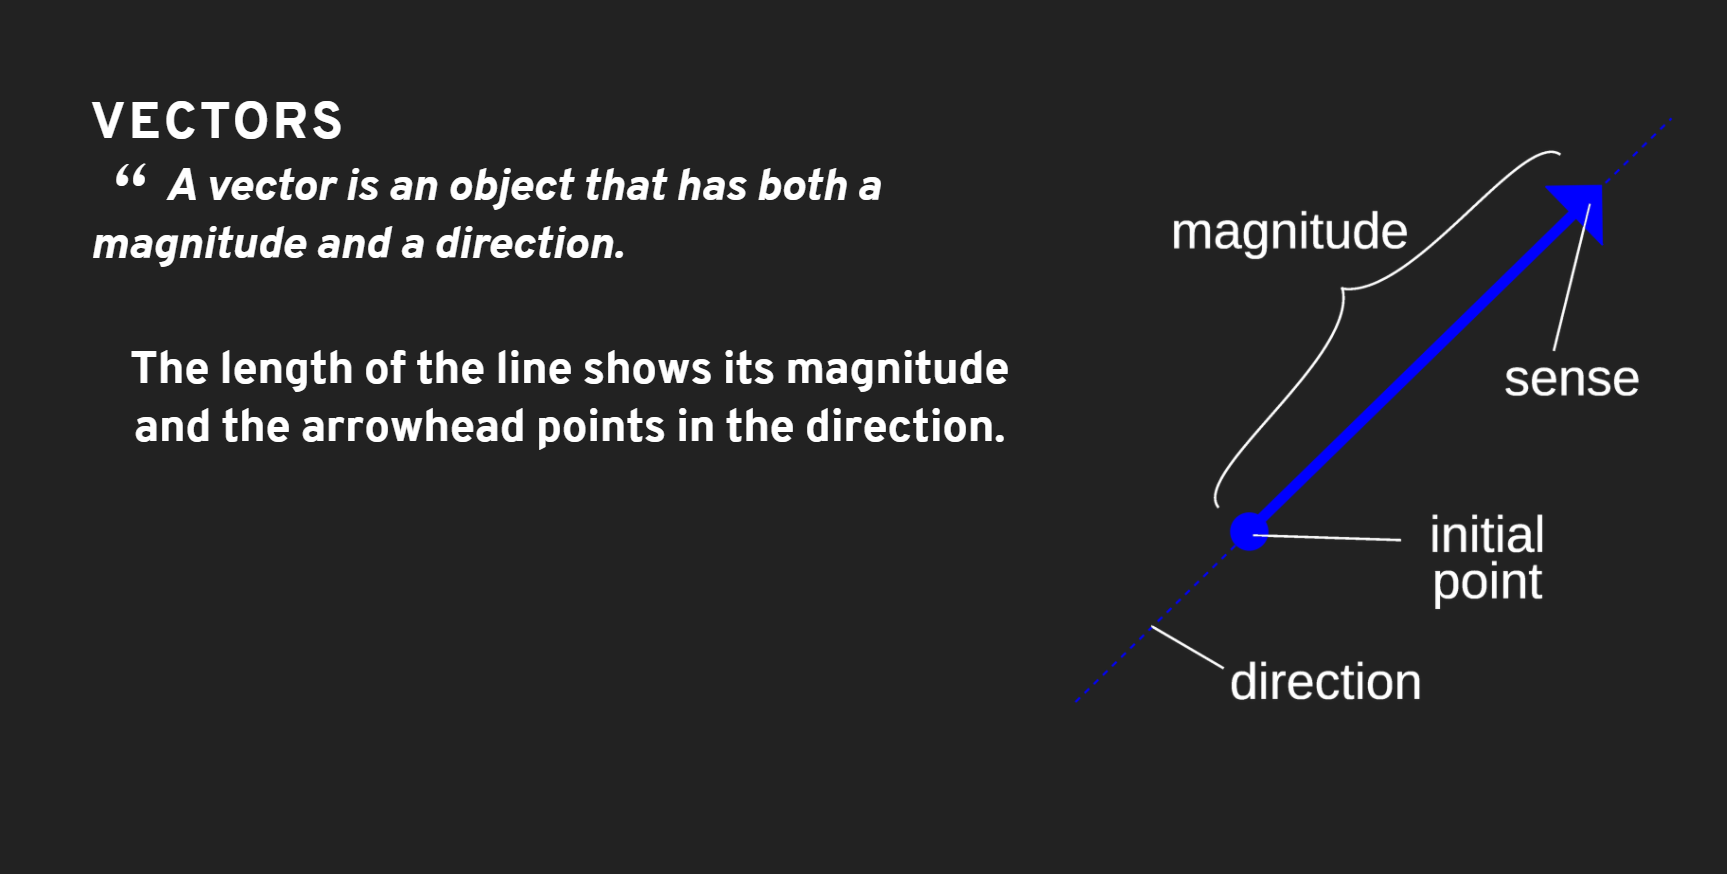 VECTORS
“ A vector is an object that has both a
magnitude and a direction.
The length of the line shows its magnitude
and the arrowhead points in the direction.
magnitude
sense
initial
point
direction